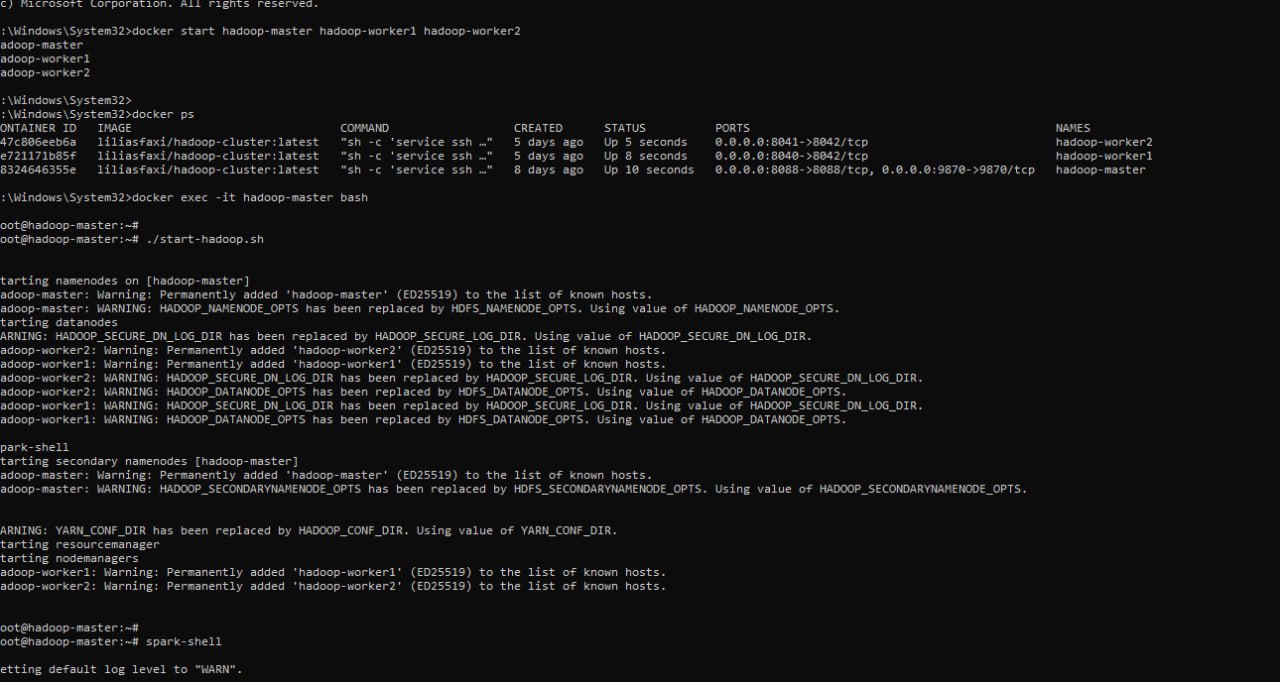 c) Microsoft Corporation. All rights reserved.
:\Windows\System32>docker start hadoop-master hadoop-worker1 hadoop-worker2
adoop-master
adoop-worker1
adoop-worker2
:\Windows\System32>
:\Windows\System32>docker ps
ONTAINER ID   IMAGE                             COMMAND                  CREATED      STATUS          PORTS                                            NAMES
47c806eeb6a   liliasfaxi/hadoop-cluster:latest   "sh -c 'service ssh …"   5 days ago   Up 5 seconds    0.0.0.0:8041->8042/tcp                           hadoop-worker2
e721171b85f   liliasfaxi/hadoop-cluster:latest   "sh -c 'service ssh …"   5 days ago   Up 8 seconds    0.0.0.0:8040->8042/tcp                           hadoop-worker1
8324646355e   liliasfaxi/hadoop-cluster:latest   "sh -c 'service ssh …"   8 days ago   Up 10 seconds   0.0.0.0:8088->8088/tcp, 0.0.0.0:9870->9870/tcp   hadoop-master
:\Windows\System32>docker exec -it hadoop-master bash
oot@hadoop-master:~#
oot@hadoop-master:~# ./start-hadoop.sh
tarting namenodes on [hadoop-master]
adoop-master: Warning: Permanently added 'hadoop-master' (ED25519) to the list of known hosts.
adoop-master: WARNING: HADOOP_NAMENODE_OPTS has been replaced by HDFS_NAMENODE_OPTS. Using value of HADOOP_NAMENODE_OPTS.
tarting datanodes
ARNING: HADOOP_SECURE_DN_LOG_DIR has been replaced by HADOOP_SECURE_LOG_DIR. Using value of HADOOP_SECURE_DN_LOG_DIR.
adoop-worker2: Warning: Permanently added 'hadoop-worker2' (ED25519) to the list of known hosts.
adoop-worker1: Warning: Permanently added 'hadoop-worker1' (ED25519) to the list of known hosts.
adoop-worker2: WARNING: HADOOP_SECURE_DN_LOG_DIR has been replaced by HADOOP_SECURE_LOG_DIR. Using value of HADOOP_SECURE_DN_LOG_DIR.
adoop-worker2: WARNING: HADOOP_DATANODE_OPTS has been replaced by HDFS_DATANODE_OPTS. Using value of HADOOP_DATANODE_OPTS.
adoop-worker1: WARNING: HADOOP_SECURE_DN_LOG_DIR has been replaced by HADOOP_SECURE_LOG_DIR. Using value of HADOOP_SECURE_DN_LOG_DIR.
adoop-worker1: WARNING: HADOOP_DATANODE_OPTS has been replaced by HDFS_DATANODE_OPTS. Using value of HADOOP_DATANODE_OPTS.
park-shell
tarting secondary namenodes [hadoop-master]
adoop-master: Warning: Permanently added 'hadoop-master' (ED25519) to the list of known hosts.
adoop-master: WARNING: HADOOP_SECONDARYNAMENODE_OPTS has been replaced by HDFS_SECONDARYNAMENODE_OPTS. Using value of HADOOP_SECONDARYNAMENODE_OPTS.
ARNING: YARN_CONF_DIR has been replaced by HADOOP_CONF_DIR. Using value of YARN_CONF_DIR.
tarting resourcemanager
tarting nodemanagers
adoop-worker1: Warning: Permanently added 'hadoop-worker1' (ED25519) to the list of known hosts.
adoop-worker2: Warning: Permanently added 'hadoop-worker2' (ED25519) to the list of known hosts.
oot@hadoop-master:~#
oot@hadoop-master:~# spark-shell
etting default log level to "WARN".